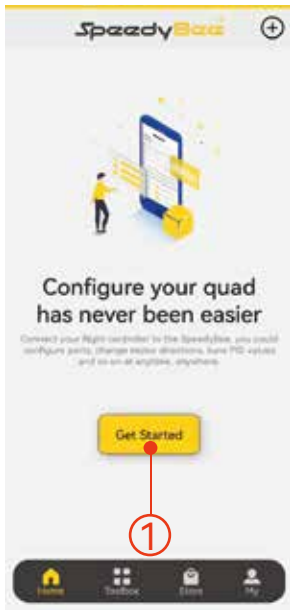 SpeedyBee
Configure your quad
has never been easier
Connect your flight controller to the SpeedyBee, you could
configure ports, change motor directions, tune PID values
and so on at anytime, anywhere.
Get Started
1
Home
Toolbox
Store
My